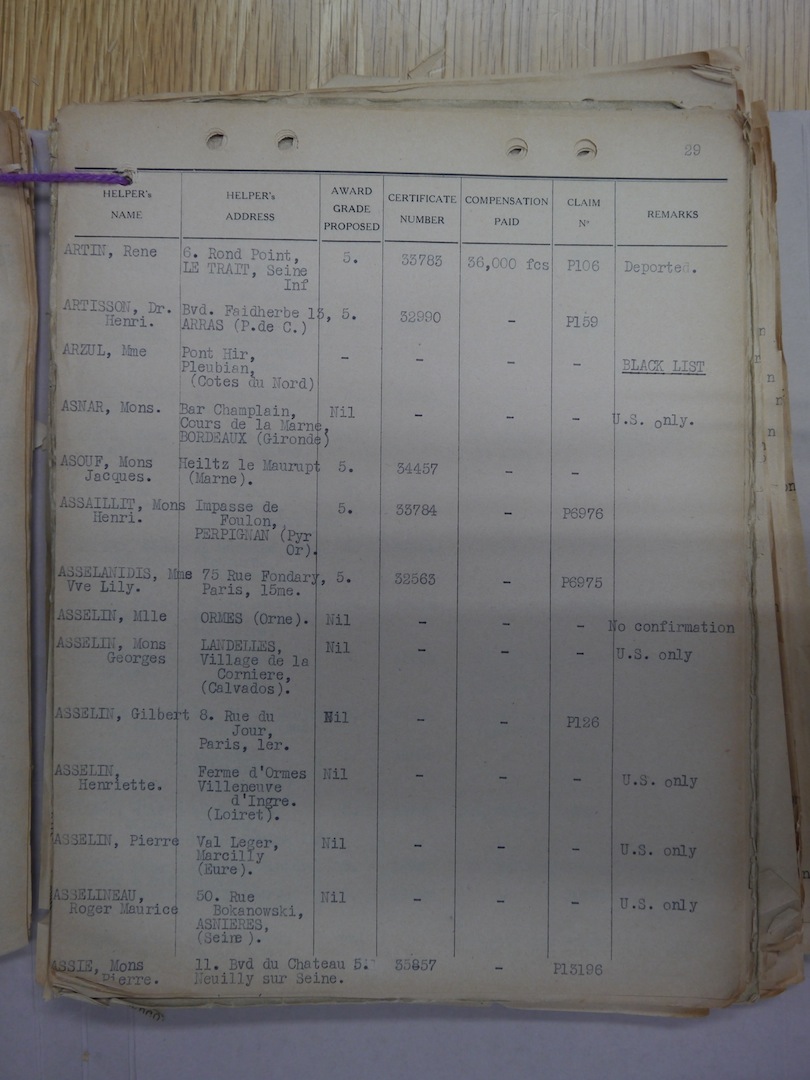 29
HELPER's NAME | HELPER's ADDRESS | AWARD GRADE PROPOSED | CERTIFICATE NUMBER | COMPENSATION PAID | CLAIM N° | REMARKS
ARTIN, Rene | 6. Rond Point, | 5. | 33783 | 36,000 fcs | P106 | Deported.
LE TRAIT, Seine
Inf
ARTISSON, Dr. | Bvd. Faidherbe 13, | 5. | 32990 | - | P159
Henri. | ARRAS (P.de C.)
ARZUL, Mme | Pont Hir, | - | - | - | - | BLACK LIST
Pleubian,
(Cotes du Nord)
ASNAR, Mons. | Bar Champlain, | Nil | - | - | - | U.S. only.
Cours de la Marne,
BORDEAUX (Gironde)
ASOUF, Mons | Heiltz le Maurupt | 5. | 34457 | - | -
Jacques. | (Marne).
ASSAILLIT, Mons | Impasse de | 5. | 33784 | - | P6976
Henri. | Foulon,
PERPIGNAN (Pyr
Or).
ASSELANIDIS, Mme | 75 Rue Fondary, | 5. | 32563 | - | P6975
Vve Lily. | Paris, 15me.
ASSELIN, Mlle | ORMES (Orne). | Nil | - | - | - | No confirmation
ASSELIN, Mons | LANDELLES, | Nil | - | - | - | U.S. only
Georges | Village de la
Corniere,
(Calvados).
ASSELIN, Gilbert | 8. Rue du | Nil | - | - | P126
Jour,
Paris, 1er.
ASSELIN, | Ferme d'Ormes | Nil | - | - | - | U.S. only
Henriette. | Villeneuve
d'Ingre.
(Loiret).
ASSELIN, Pierre | Val Leger, | Nil | - | - | - | U.S. only
Marcilly
(Eure).
ASSELINEAU, | 50. Rue | Nil | - | - | - | U.S. only
Roger Maurice | Bokanowski,
ASNIERES,
(Seine).
ASSIE, Mons | 11. Bvd du Chateau | 5. | 35857 | - | P13196
Pierre. | Neuilly sur Seine.